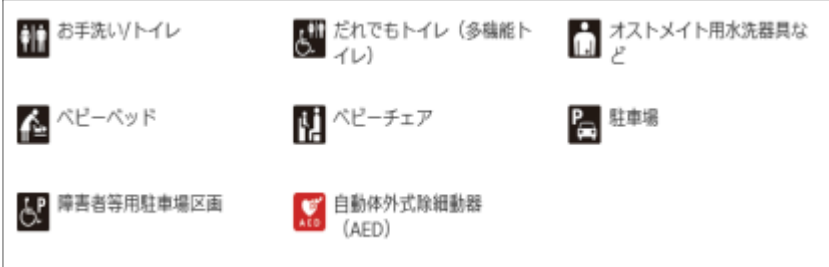 お手洗い/トイレ
だれでもトイレ（多機能ト
イレ）
オストメイト用水洗器具な
ど
ベビーベッド
ベビーチェア
P
駐車場
P
障害者等用駐車場区画
AED
自動体外式除細動器
（AED）